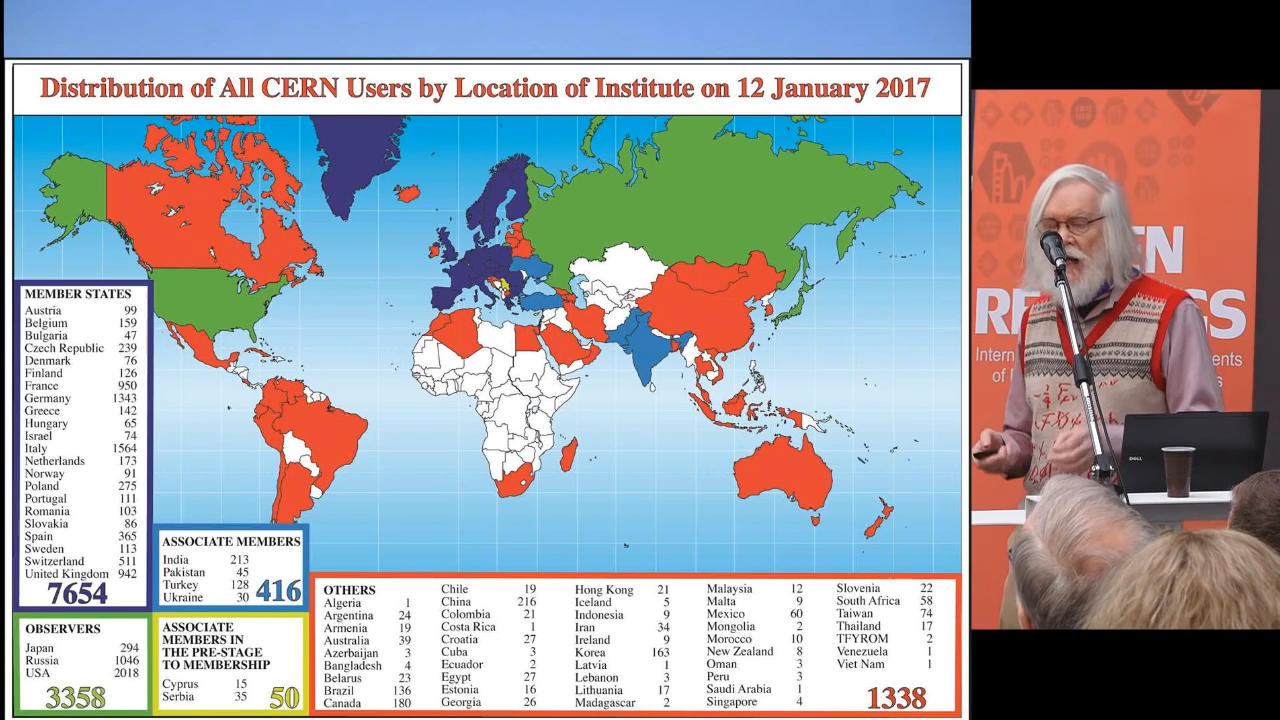 Distribution of All CERN Users by Location of Institute on 12 January 2017
MEMBER STATES
Austria 99
Belgium 159
Bulgaria 47
Czech Republic 239
Denmark 76
Finland 126
France 950
Germany 1343
Greece 142
Hungary 65
Israel 74
Italy 1564
Netherlands 173
Norway 91
Poland 275
Portugal 111
Romania 103
Slovakia 86
Spain 365
Sweden 113
Switzerland 511
United Kingdom 942
7654
OBSERVERS
Japan 294
Russia 1046
USA 2018
3358
ASSOCIATE MEMBERS
India 213
Pakistan 45
Turkey 128
Ukraine 30
416
ASSOCIATE
MEMBERS IN
THE PRE-STAGE
TO MEMBERSHIP
Cyprus 15
Serbia 35
50
OTHERS
Algeria 1
Argentina 24
Armenia 19
Australia 39
Azerbaijan 3
Bangladesh 4
Belarus 23
Brazil 136
Canada 180
Chile 19
China 216
Colombia 21
Costa Rica 1
Croatia 27
Cuba 3
Ecuador 2
Egypt 27
Estonia 16
Georgia 26
Hong Kong 21
Iceland 5
Indonesia 9
Iran 34
Ireland 9
Korea 163
Latvia 1
Lebanon 3
Lithuania 17
Madagascar 2
Malaysia 12
Malta 9
Mexico 60
Mongolia 2
Morocco 10
New Zealand 8
Oman 3
Peru 3
Saudi Arabia 1
Singapore 4
Slovenia 22
South Africa 58
Taiwan 74
Thailand 17
TFYROM 2
Venezuela 1
Viet Nam 1
1338
EN
RE GS
Intern ents
of
DELL